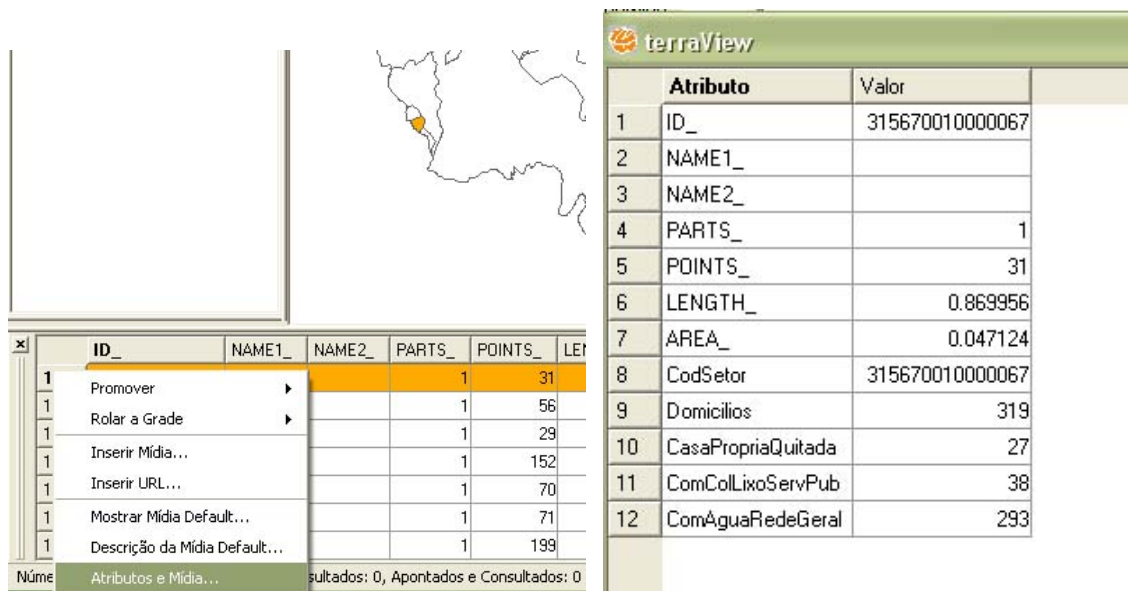 ID_ NAME1_ NAME2_ PARTS_ POINTS_
1 1 31
1 1 56
1 1 29
1 1 152
1 1 70
1 1 71
1 1 199
Promover
Rolar a Grade
Inserir Mídia...
Inserir URL...
Mostrar Mídia Default...
Descrição da Mídia Default...
Atributos e Mídia...
Núme sultados: 0, Apontados e Consultados: 0
terraView
Atributo Valor
1 ID_ 315670010000067
2 NAME1_
3 NAME2_
4 PARTS_ 1
5 POINTS_ 31
6 LENGTH_ 0.869956
7 AREA_ 0.047124
8 CodSetor 315670010000067
9 Domicilios 319
10 CasaPropriaQuitada 27
11 ComColLixoServPub 38
12 ComAguaRedeGeral 293